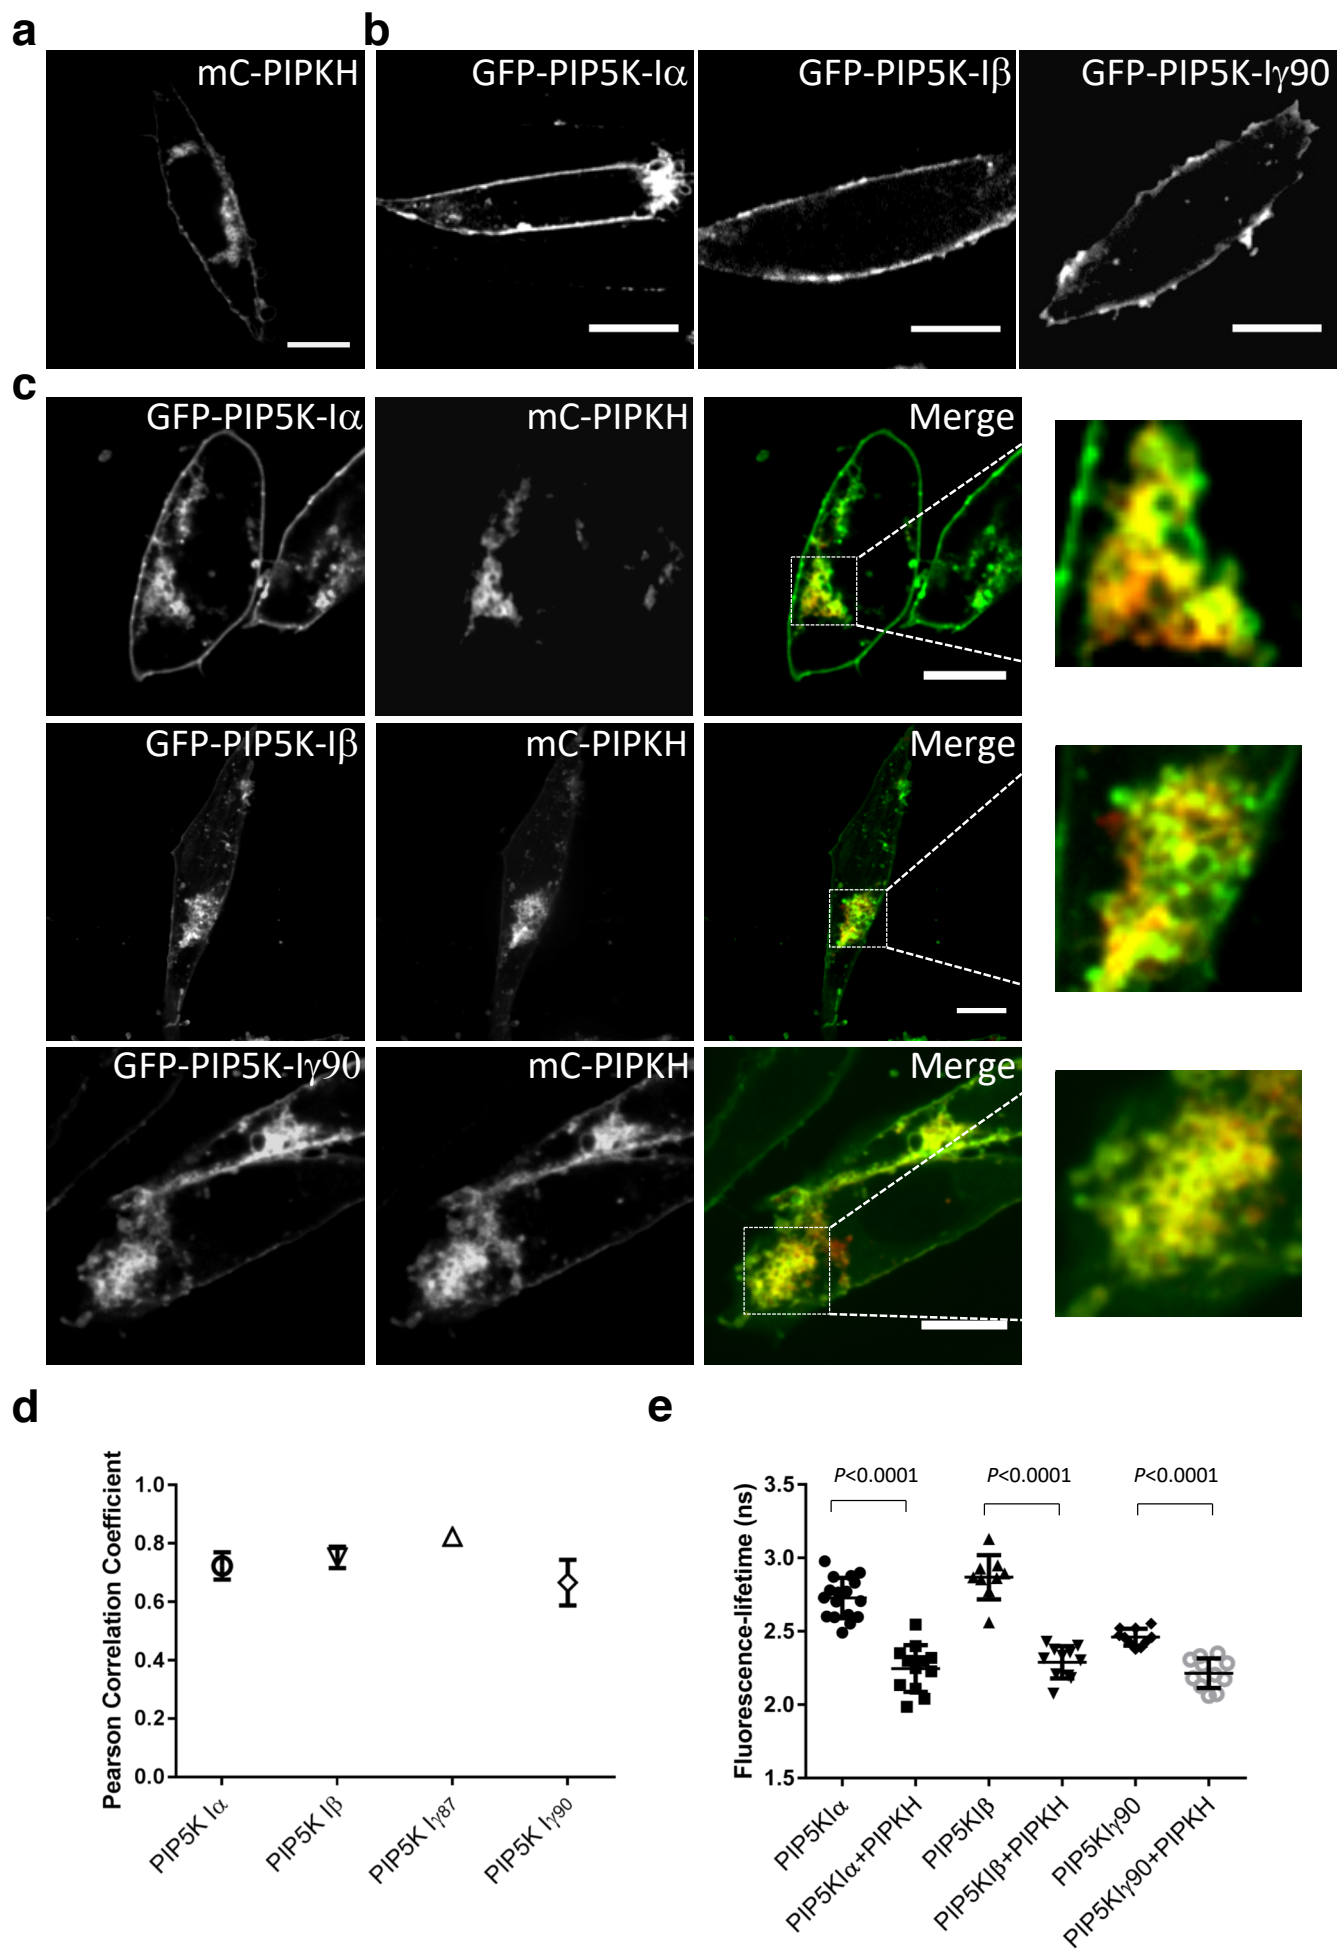 a
b
mC-PIPKH
GFP-PIP5K-Iα
GFP-PIP5K-Iβ
GFP-PIP5K-Iγ90
c
GFP-PIP5K-Iα
mC-PIPKH
Merge
GFP-PIP5K-Iβ
mC-PIPKH
Merge
GFP-PIP5K-Iγ90
mC-PIPKH
Merge
d
Pearson Correlation Coefficient
1.0
0.8
0.6
0.4
0.2
0.0
PIP5K Iα
PIP5K Iβ
PIP5K Iγ87
PIP5K Iγ90
e
P<0.0001
P<0.0001
P<0.0001
Fluorescence-lifetime (ns)
3.5
3.0
2.5
2.0
1.5
PIP5KIα
PIP5KIα+PIPKH
PIP5KIβ
PIP5KIβ+PIPKH
PIP5KIγ90
PIP5KIγ90+PIPKH